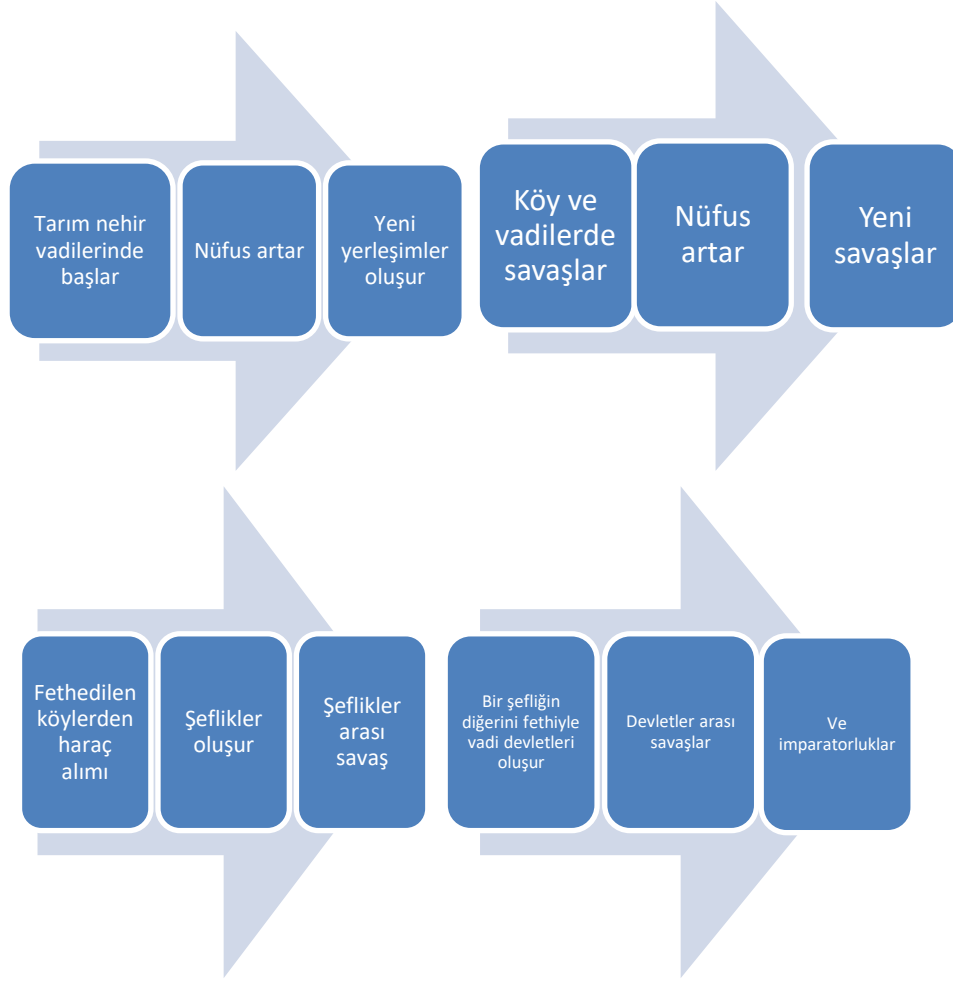 Tarım nehir
vadilerinde
başlar
Nüfus artar
Yeni
yerleşimler
oluşur
Köy ve
vadilerde
savaşlar
Nüfus
artar
Yeni
savaşlar
Fethedilen
köylerden
haraç
alımı
Şeflikler
oluşur
Şeflikler
arası
savaş
Bir şefliğin
diğerini fethiyle
vadi devletleri
oluşur
Devletler arası
savaşlar
Ve
imparatorluklar